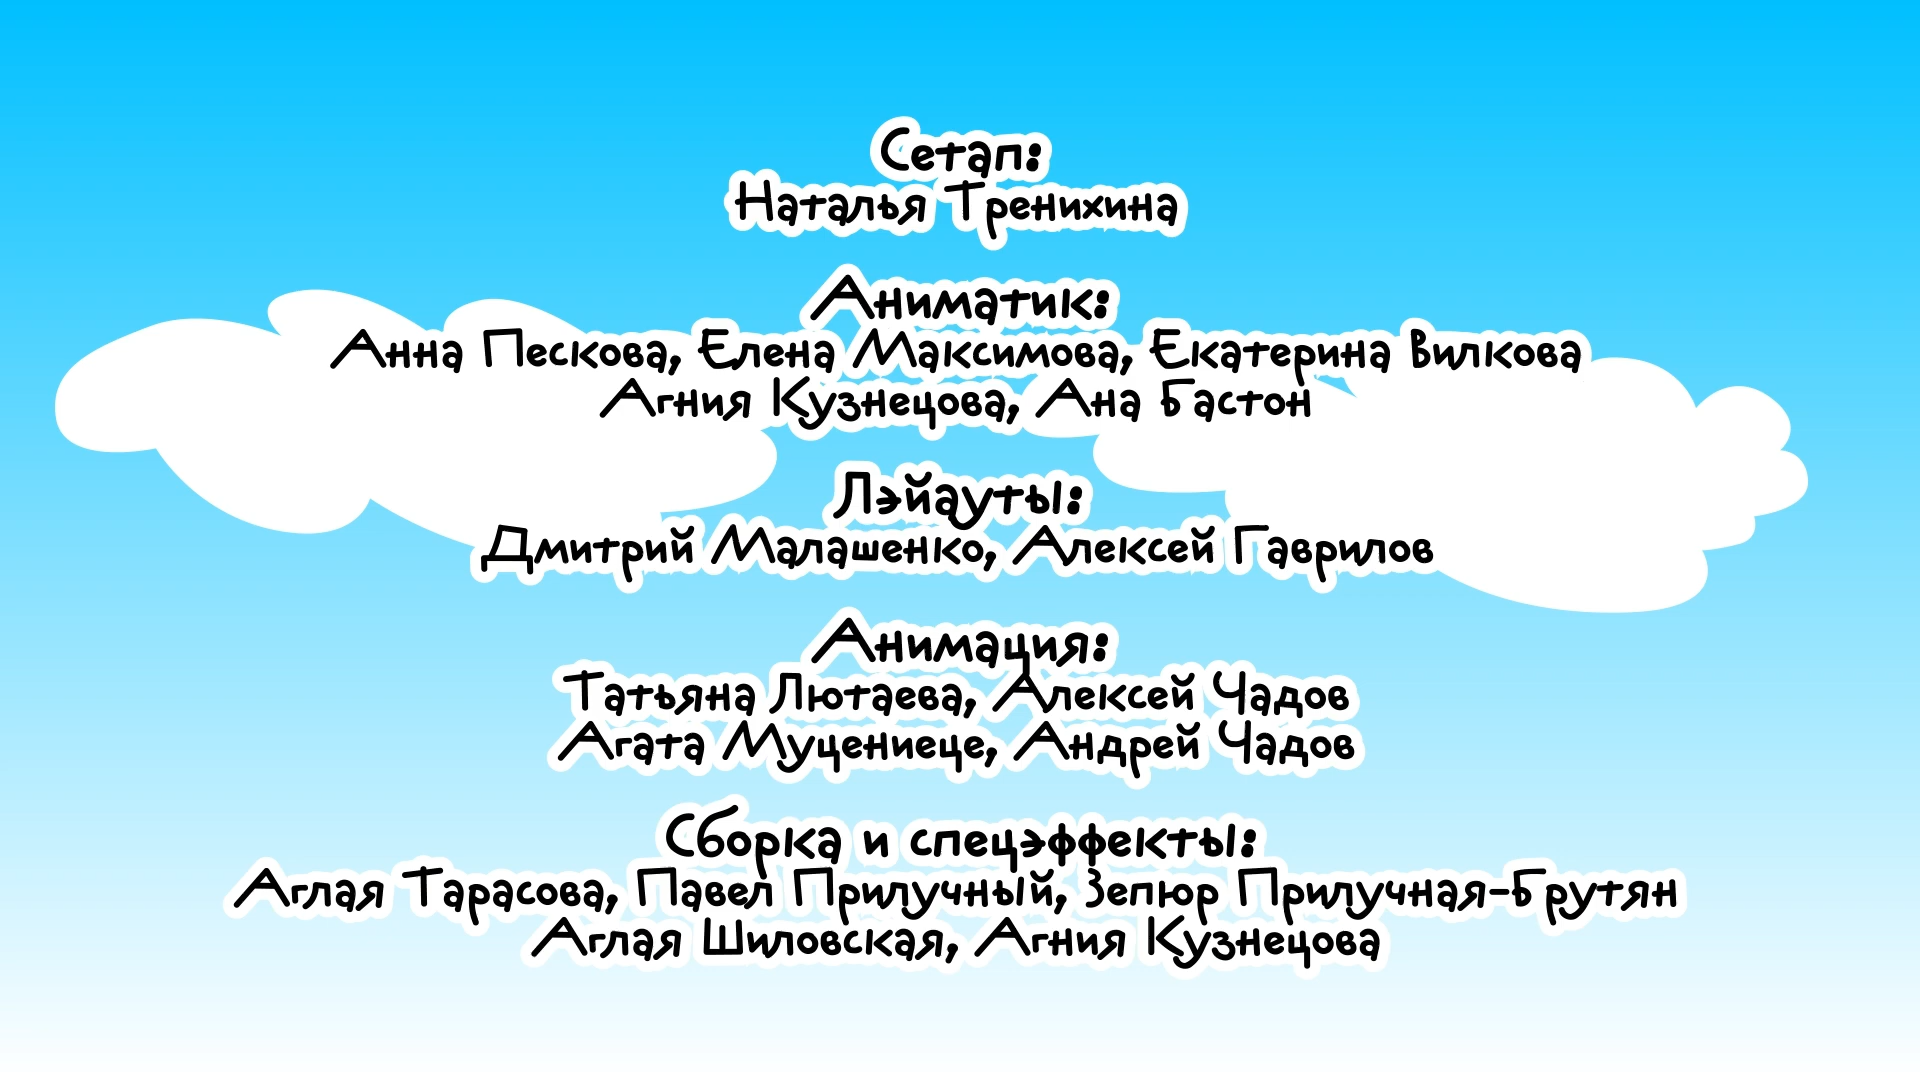 Сетап:
Наталья Тренихина
Аниматик:
Анна Пескова, Елена Максимова, Екатерина Вилкова
Агния Кузнецова, Ана Бастон
Лэйауты:
Дмитрий Малашенко, Алексей Гаврилов
Анимация:
Татьяна Лютаева, Алексей Чадов
Агата Муцениеце, Андрей Чадов
Сборка и спецэффекты:
Аглая Тарасова, Павел Прилучный, Зепюр Прилучная-Брутян
Аглая Шиловская, Агния Кузнецова